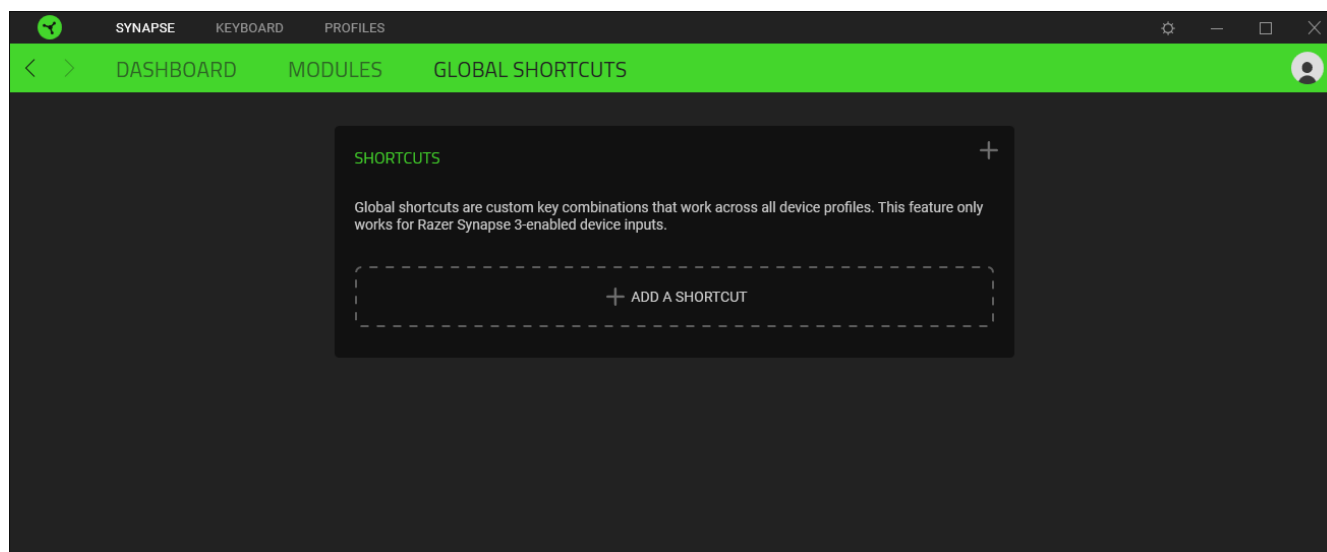 SYNAPSE KEYBOARD PROFILES
DASHBOARD MODULES GLOBAL SHORTCUTS
SHORTCUTS
Global shortcuts are custom key combinations that work across all device profiles. This feature only
works for Razer Synapse 3-enabled device inputs.
ADD A SHORTCUT